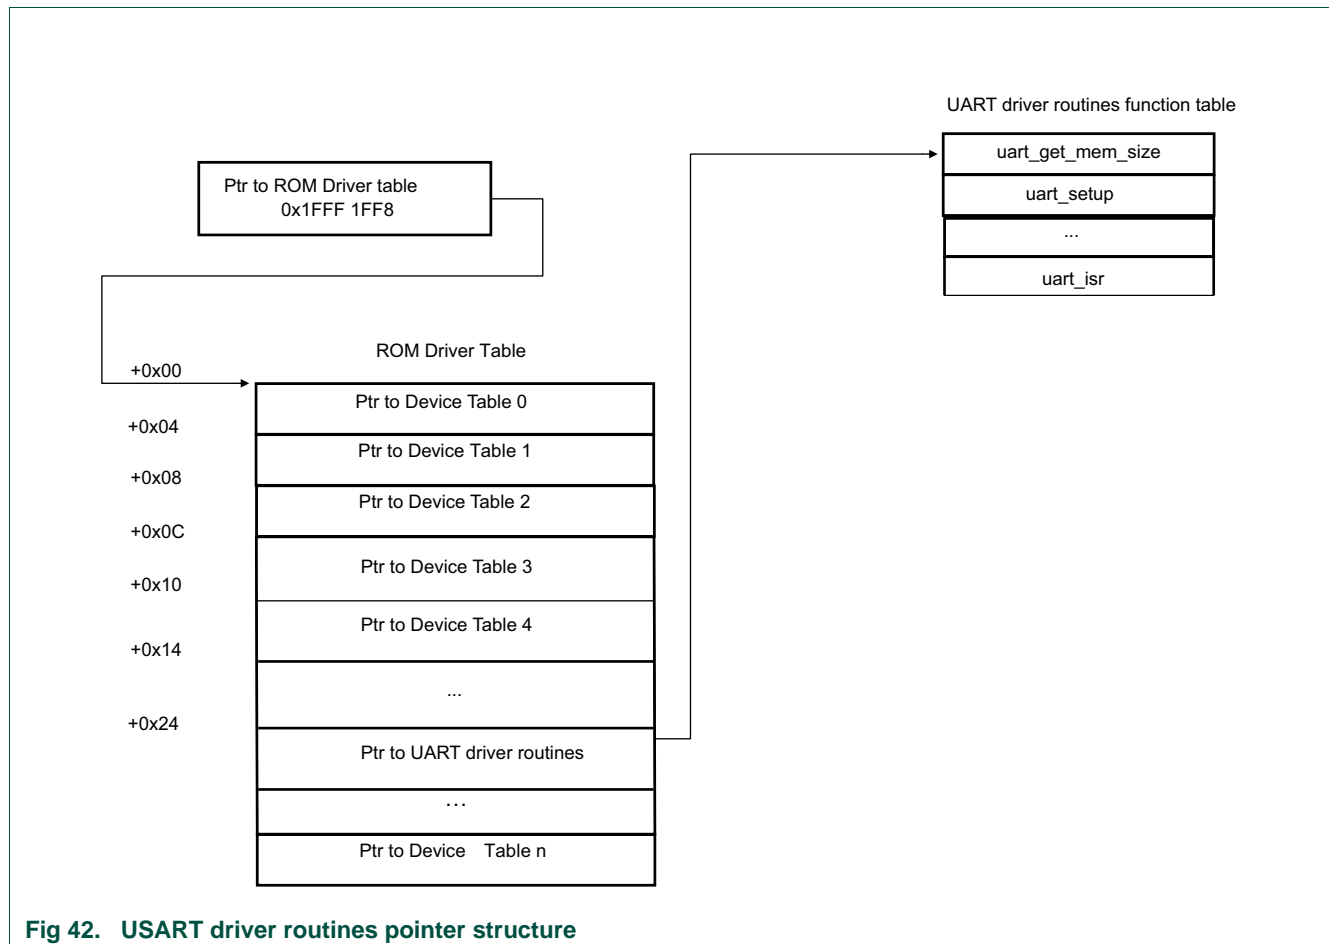 UART driver routines function table
uart_get_mem_size
uart_setup
...
uart_isr
Ptr to ROM Driver table
0x1FFF 1FF8
ROM Driver Table
+0x00
Ptr to Device Table 0
+0x04
Ptr to Device Table 1
+0x08
Ptr to Device Table 2
+0x0C
Ptr to Device Table 3
+0x10
Ptr to Device Table 4
+0x14
...
+0x24
Ptr to UART driver routines
...
Ptr to Device Table n
Fig 42. USART driver routines pointer structure